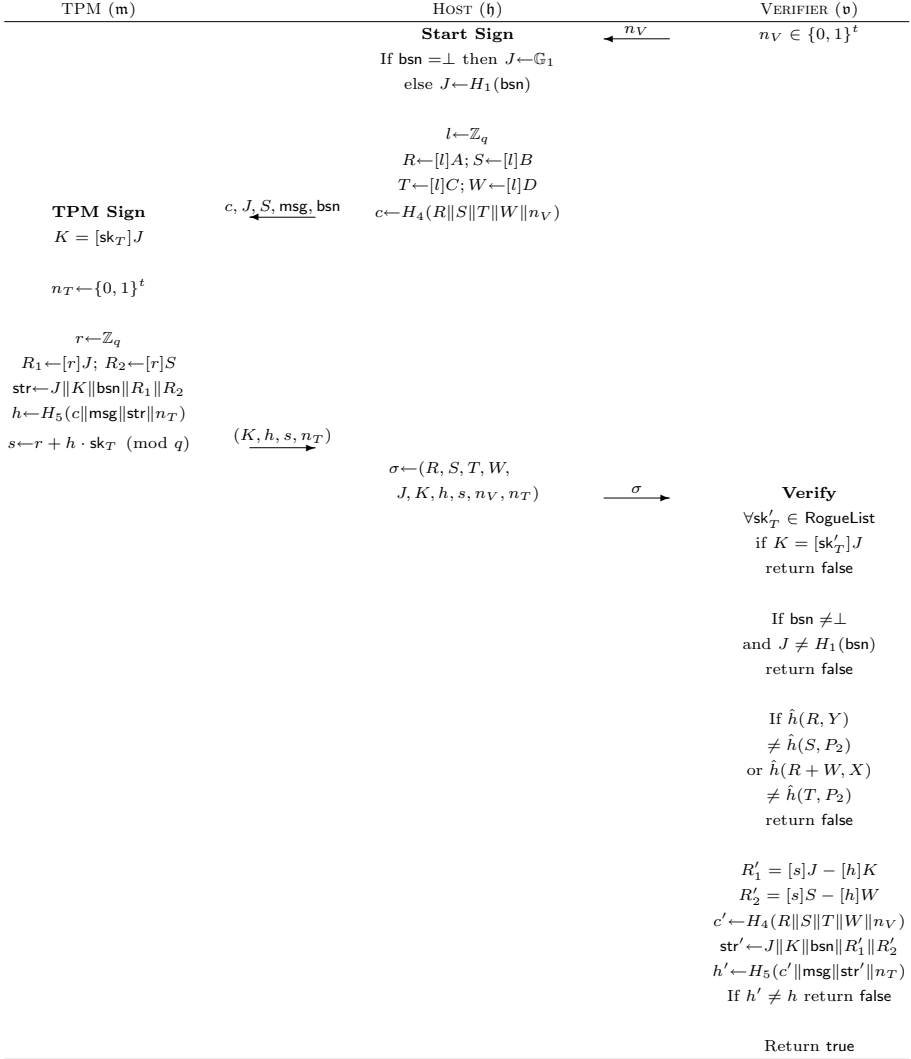 TPM (𝔪) HOST (𝔥) VERIFIER (𝔳)
Start Sign n_V n_V ∈ {0, 1}^t
If bsn =⊥ then J←𝔾_1
else J←H_1(bsn)
l←ℤ_q
R←[l]A; S←[l]B
T←[l]C; W←[l]D
TPM Sign c, J, S, msg, bsn c←H_4(R‖S‖T‖W‖n_V)
K = [sk_T]J
n_T←{0, 1}^t
r←ℤ_q
R_1←[r]J; R_2←[r]S
str←J‖K‖bsn‖R_1‖R_2
h←H_5(c‖msg‖str‖n_T)
s←r + h · sk_T (mod q) (K, h, s, n_T)
σ←(R, S, T, W,
J, K, h, s, n_V, n_T) σ Verify
∀sk′_T ∈ RogueList
if K = [sk′_T]J
return false
If bsn ≠⊥
and J ≠ H_1(bsn)
return false
If ĥ(R, Y)
≠ ĥ(S, P_2)
or ĥ(R + W, X)
≠ ĥ(T, P_2)
return false
R′_1 = [s]J − [h]K
R′_2 = [s]S − [h]W
c′←H_4(R‖S‖T‖W‖n_V)
str′←J‖K‖bsn‖R′_1‖R′_2
h′←H_5(c′‖msg‖str′‖n_T)
If h′ ≠ h return false
Return true